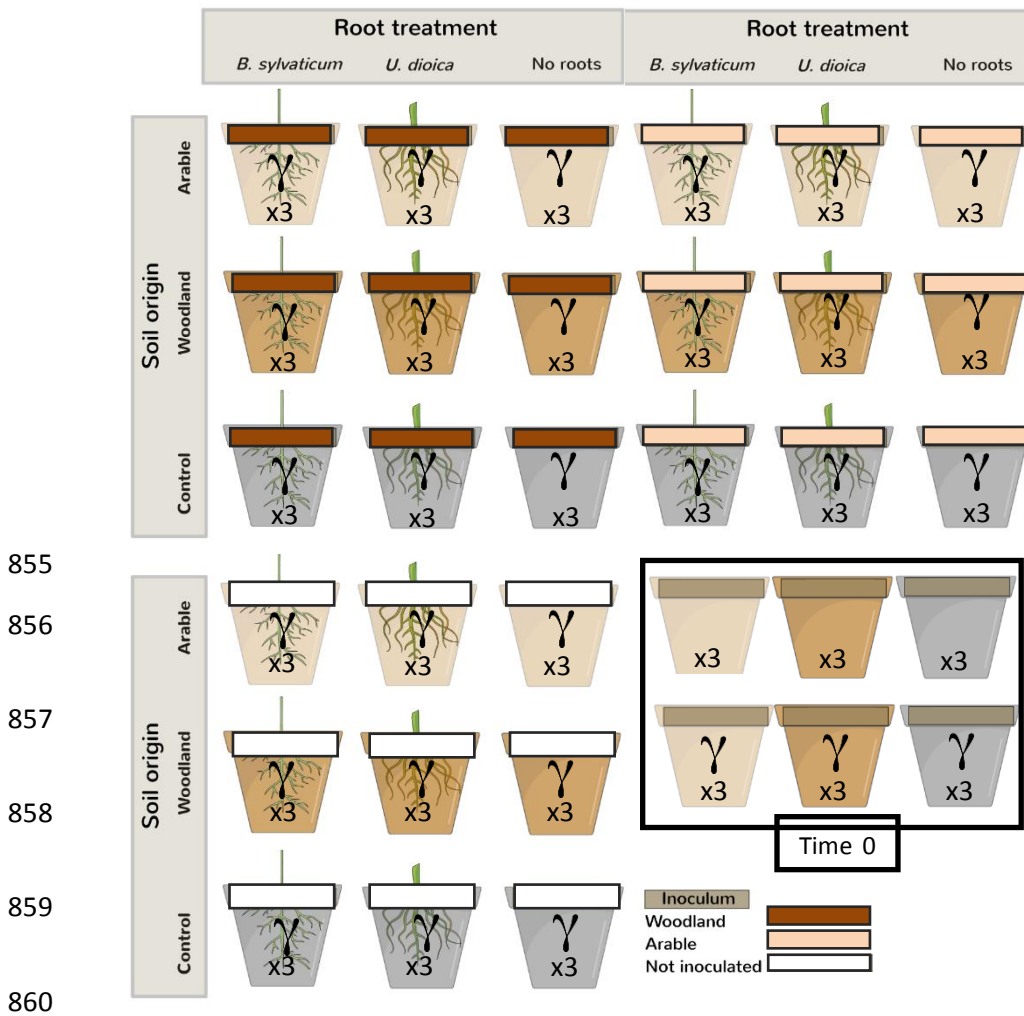 Root treatment Root treatment
B. sylvaticum U. dioica No roots B. sylvaticum U. dioica No roots
Soil origin
Arable
γ γ γ γ γ γ
x3 x3 x3 x3 x3 x3
Woodland
γ γ γ γ γ γ
x3 x3 x3 x3 x3 x3
Control
γ γ γ γ γ γ
x3 x3 x3 x3 x3 x3
855
Soil origin
Arable
856
γ γ γ
x3 x3 x3 x3 x3 x3
857
Woodland
γ γ γ γ γ γ
x3 x3 x3 x3 x3 x3
858
Time 0
859
Control
γ γ γ
x3 x3 x3
Inoculum
Woodland
Arable
Not inoculated
860